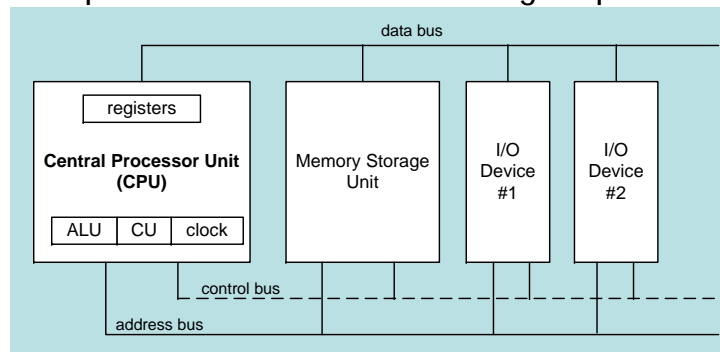 data bus
registers
Central Processor Unit
(CPU)
ALU CU clock
Memory Storage
Unit
I/O
Device
#1
I/O
Device
#2
control bus
address bus